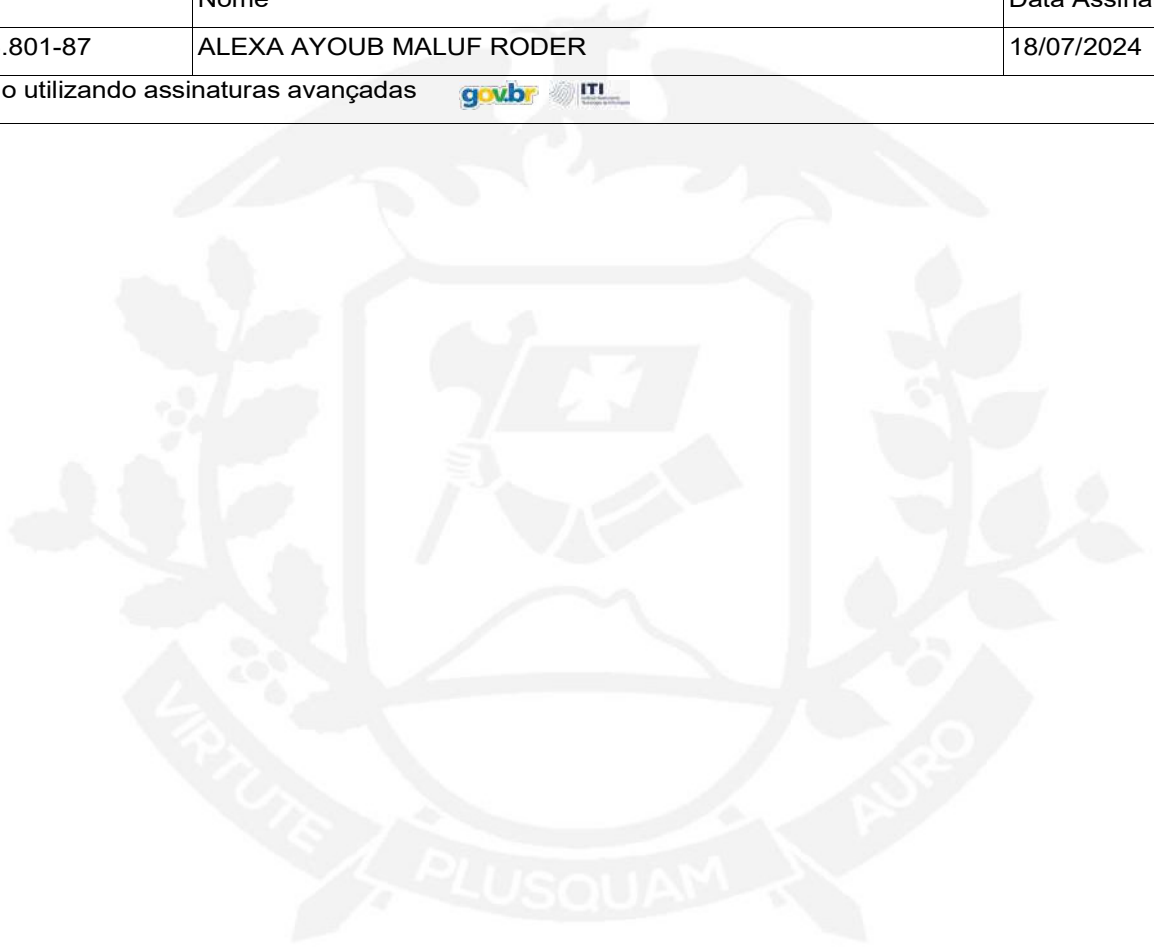 Nome Data Assina
.801-87 ALEXA AYOUB MALUF RODER 18/07/2024
o utilizando assinaturas avançadas gov.br ITI
VIRTUTE PLUSQUAM AURO